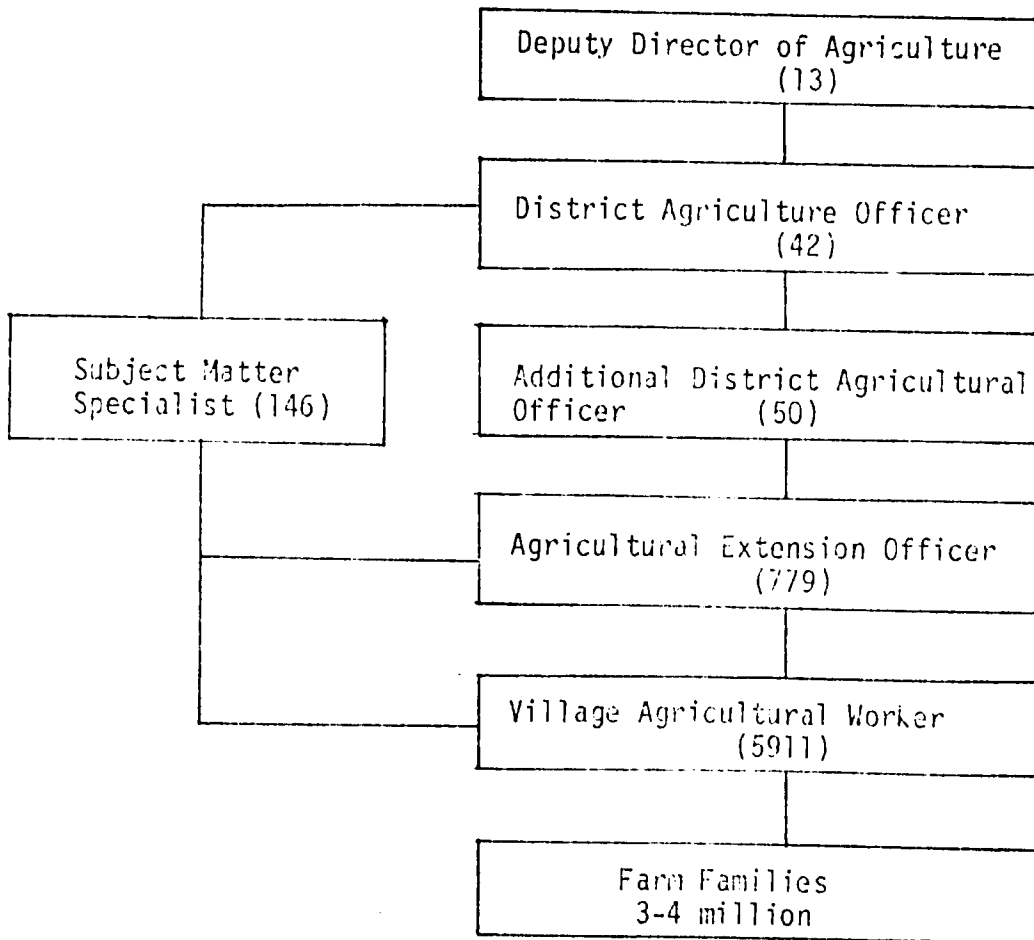 Deputy Director of Agriculture
(13)
District Agriculture Officer
(42)
Subject Matter
Specialist (146)
Additional District Agricultural
Officer (50)
Agricultural Extension Officer
(779)
Village Agricultural Worker
(5911)
Farm Families
3-4 million